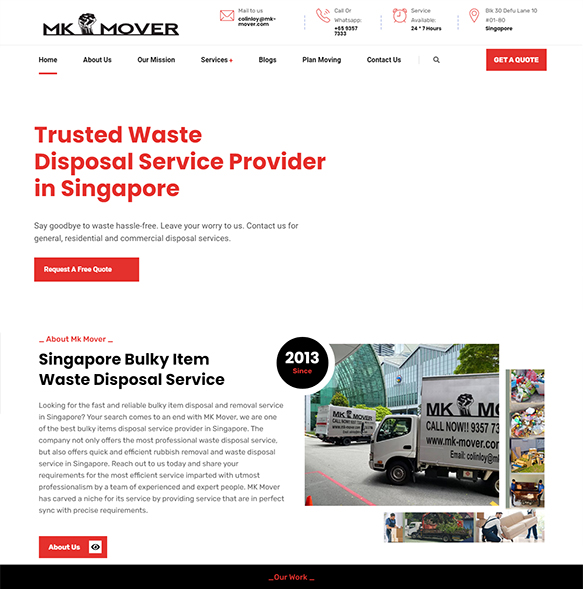 MK MOVER
Mail to us
colinloy@mk-
mover.com
Call Or
Whatsapp:
+65 9357
7333
Service
Available:
24 * 7 Hours
Blk 30 Defu Lane 10
#01-80
Singapore
Home About Us Our Mission Services + Blogs Plan Moving Contact Us
GET A QUOTE
Trusted Waste
Disposal Service Provider
in Singapore
Say goodbye to waste hassle-free. Leave your worry to us. Contact us for
general, residential and commercial disposal services.
Request A Free Quote
_ About Mk Mover _
Singapore Bulky Item
Waste Disposal Service
Looking for the fast and reliable bulky item disposal and removal service
in Singapore? Your search comes to an end with MK Mover, we are one
of the best bulky items disposal service provider in Singapore. The
company not only offers the most professional waste disposal service,
but also offers quick and efficient rubbish removal and waste disposal
service in Singapore. Reach out to us today and share your
requirements for the most efficient service imparted with utmost
professionalism by a team of experienced and expert people. MK Mover
has carved a niche for its service by providing service that are in perfect
sync with precise requirements.
About Us
2013
Since
MK MOVER
CALL NOW!! 9357 7333
www.mk-mover.com
Email: colinloy@mk
_Our Work _